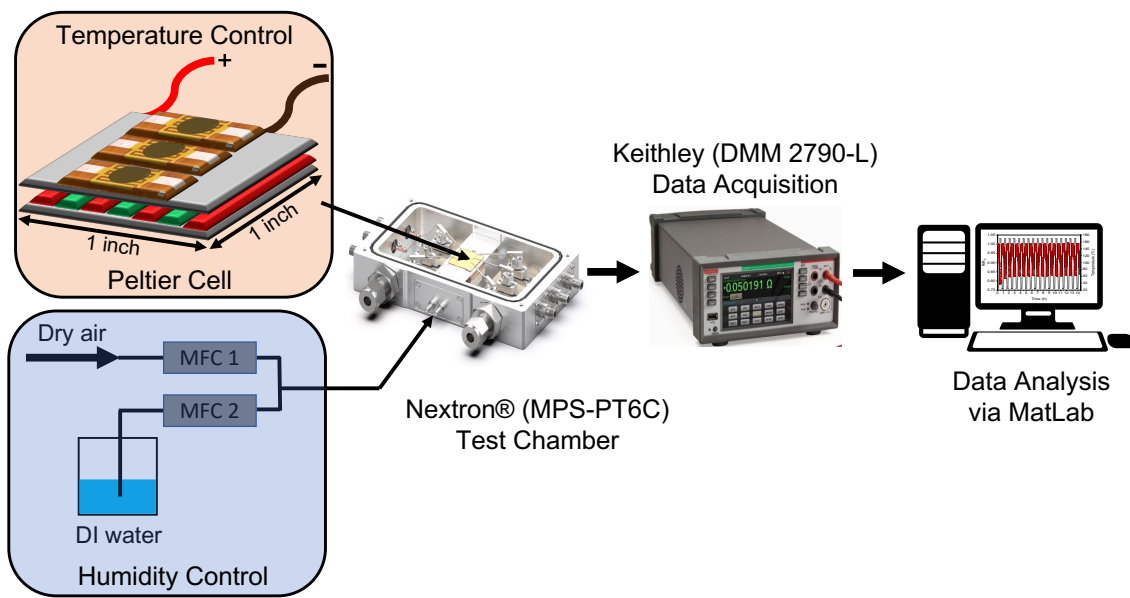 Temperature Control
+
-
1 inch
1 inch
Peltier Cell
Dry air
MFC 1
MFC 2
DI water
Humidity Control
Nextron® (MPS-PT6C)
Test Chamber
Keithley (DMM 2790-L)
Data Acquisition
-0.050191 Ω
Time (h)
Data Analysis
via MatLab